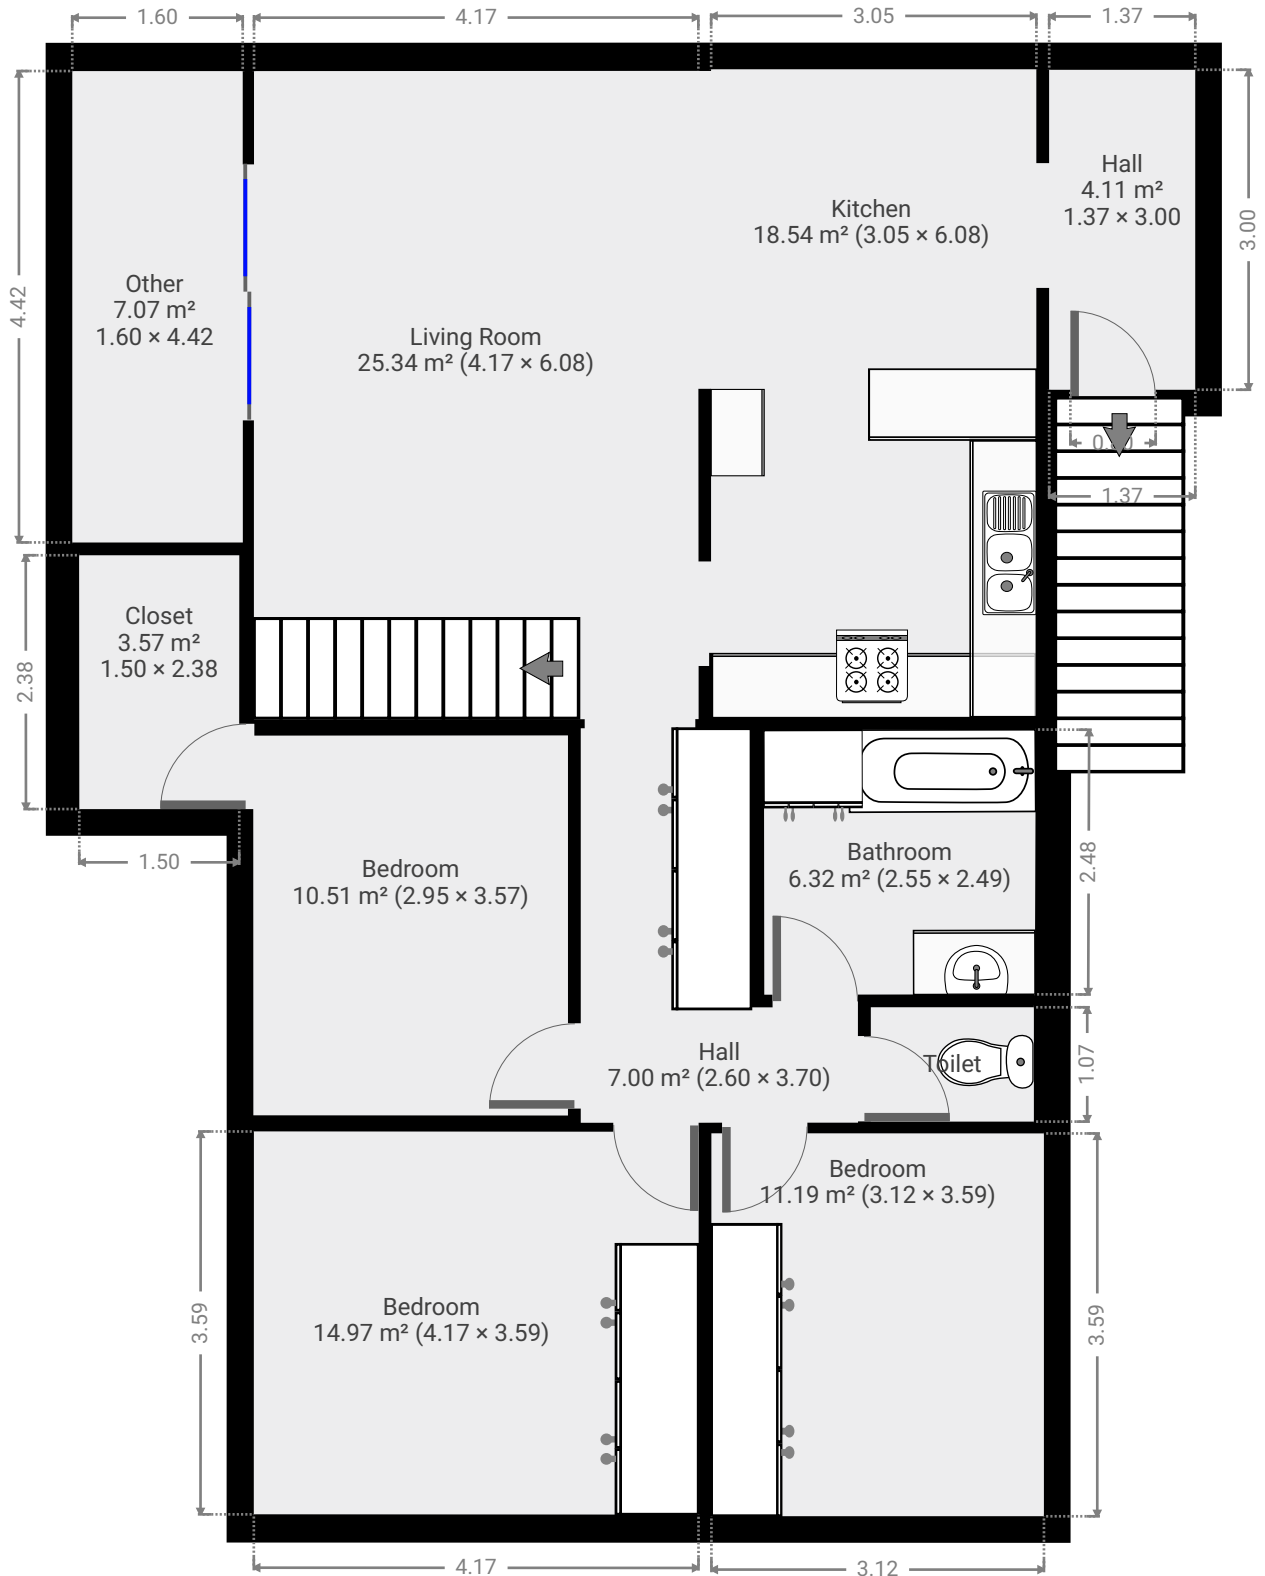 1.60
4.17
3.05
1.37
4.42
3.00
Hall
4.11 m²
1.37 × 3.00
Kitchen
18.54 m² (3.05 × 6.08)
Other
7.07 m²
1.60 × 4.42
Living Room
25.34 m² (4.17 × 6.08)
1.37
Closet
3.57 m²
1.50 × 2.38
2.38
1.50
Bedroom
10.51 m² (2.95 × 3.57)
Bathroom
6.32 m² (2.55 × 2.49)
2.48
Hall
7.00 m² (2.60 × 3.70)
Toilet
1.07
Bedroom
11.19 m² (3.12 × 3.59)
Bedroom
14.97 m² (4.17 × 3.59)
3.59
3.59
4.17
3.12